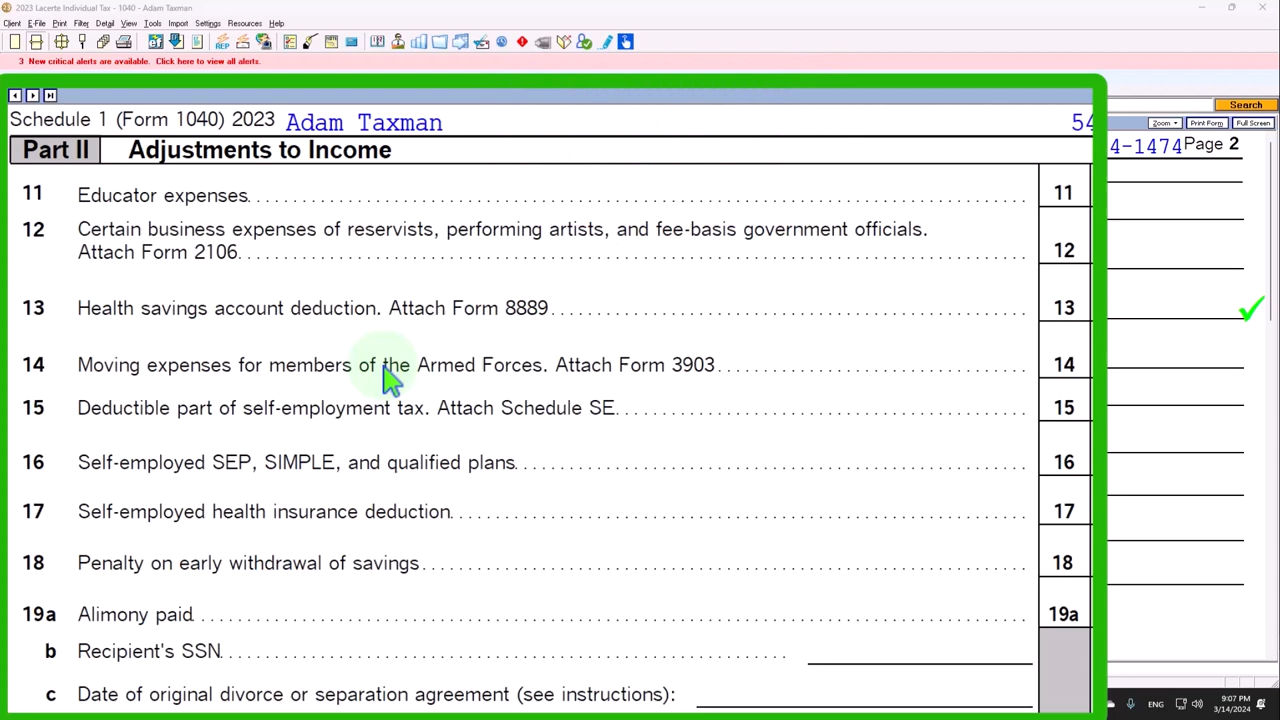 2023 Lacerte Individual Tax - 1040 - Adam Taxman
Client E-File Print Filter Detail View Tools Import Settings Resources Help
REP
3 New critical alerts are available. Click here to view all alerts.
Search
Zoom Print Form Full Screen
Schedule 1 (Form 1040) 2023 Adam Taxman 54
4-1474 Page 2
Part II Adjustments to Income
11 Educator expenses 11
12 Certain business expenses of reservists, performing artists, and fee-basis government officials.
Attach Form 2106 12
13 Health savings account deduction. Attach Form 8889 13
14 Moving expenses for members of the Armed Forces. Attach Form 3903 14
15 Deductible part of self-employment tax. Attach Schedule SE 15
16 Self-employed SEP, SIMPLE, and qualified plans 16
17 Self-employed health insurance deduction 17
18 Penalty on early withdrawal of savings 18
19a Alimony paid 19a
b Recipient's SSN
c Date of original divorce or separation agreement (see instructions):
ENG
9:07 PM
3/14/2024